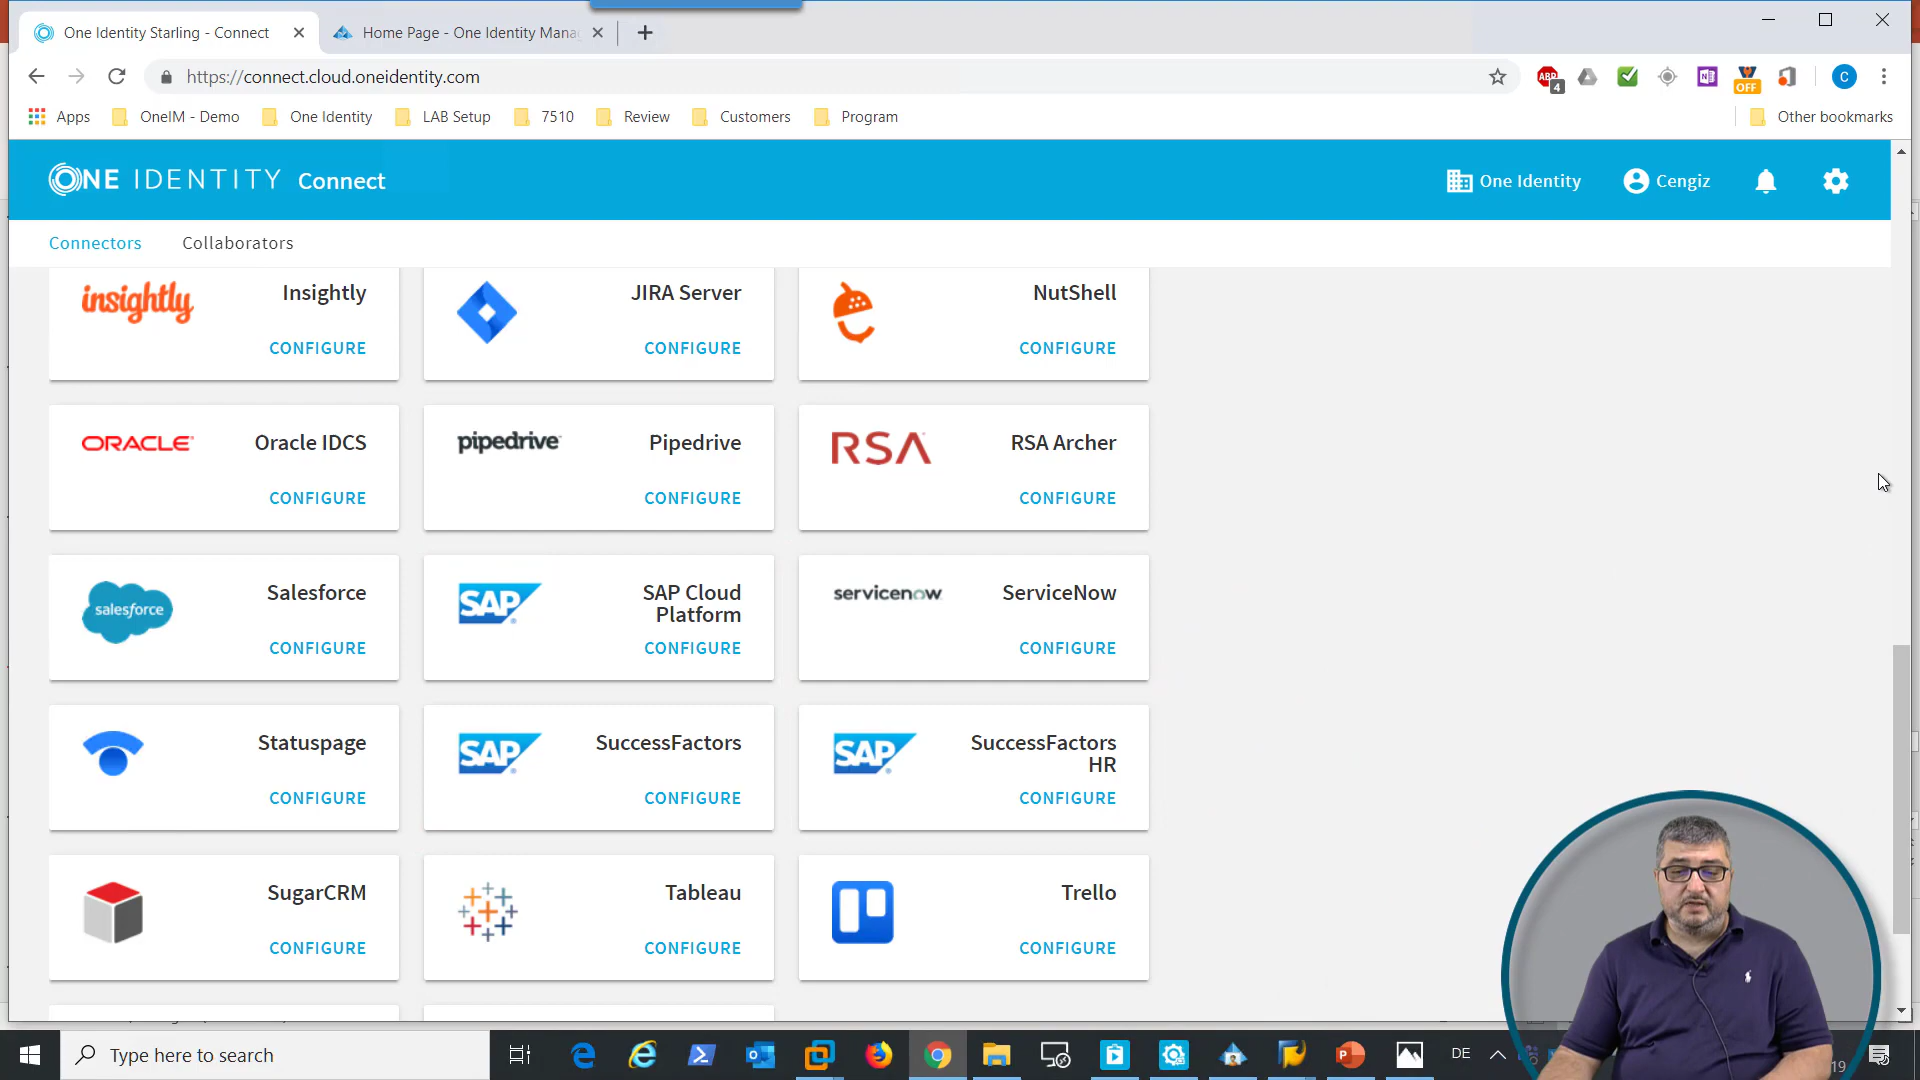 One Identity Starling - Connect
Home Page - One Identity Mana
https://connect.cloud.oneidentity.com
ABP
4
OFF
C
Apps
OneIM - Demo
One Identity
LAB Setup
7510
Review
Customers
Program
Other bookmarks
ONE IDENTITY Connect
One Identity
Cengiz
Connectors
Collaborators
insightly
Insightly
CONFIGURE
JIRA Server
CONFIGURE
NutShell
CONFIGURE
ORACLE
Oracle IDCS
CONFIGURE
pipedrive
Pipedrive
CONFIGURE
RSA
RSA Archer
CONFIGURE
salesforce
Salesforce
CONFIGURE
SAP
SAP Cloud
Platform
CONFIGURE
servicenow
ServiceNow
CONFIGURE
Statuspage
CONFIGURE
SAP
SuccessFactors
CONFIGURE
SAP
SuccessFactors
HR
CONFIGURE
SugarCRM
CONFIGURE
Tableau
CONFIGURE
Trello
CONFIGURE
Type here to search
DE
19